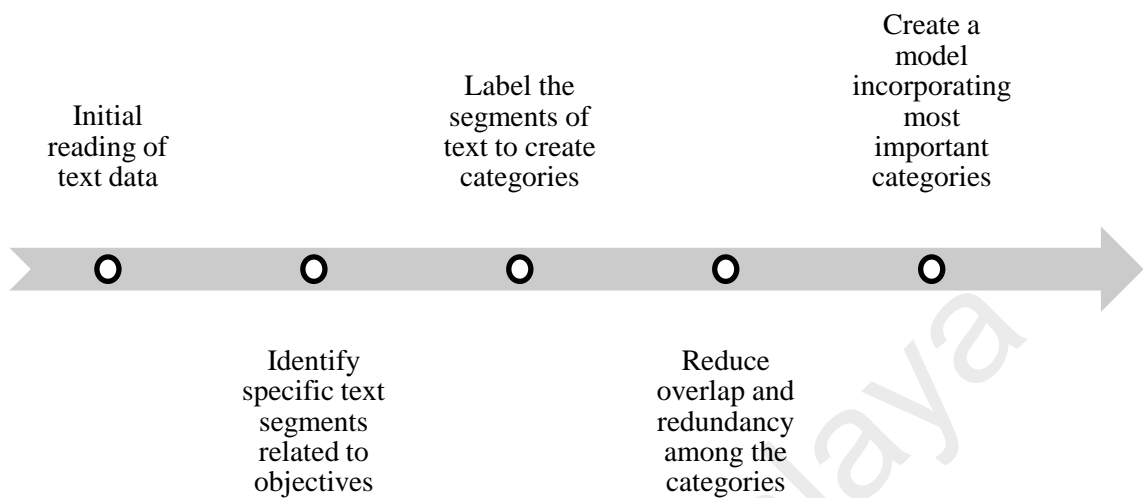 Initial
reading of
text data
Identify
specific text
segments
related to
objectives
Label the
segments of
text to create
categories
Reduce
overlap and
redundancy
among the
categories
Create a
model
incorporating
most
important
categories
laya